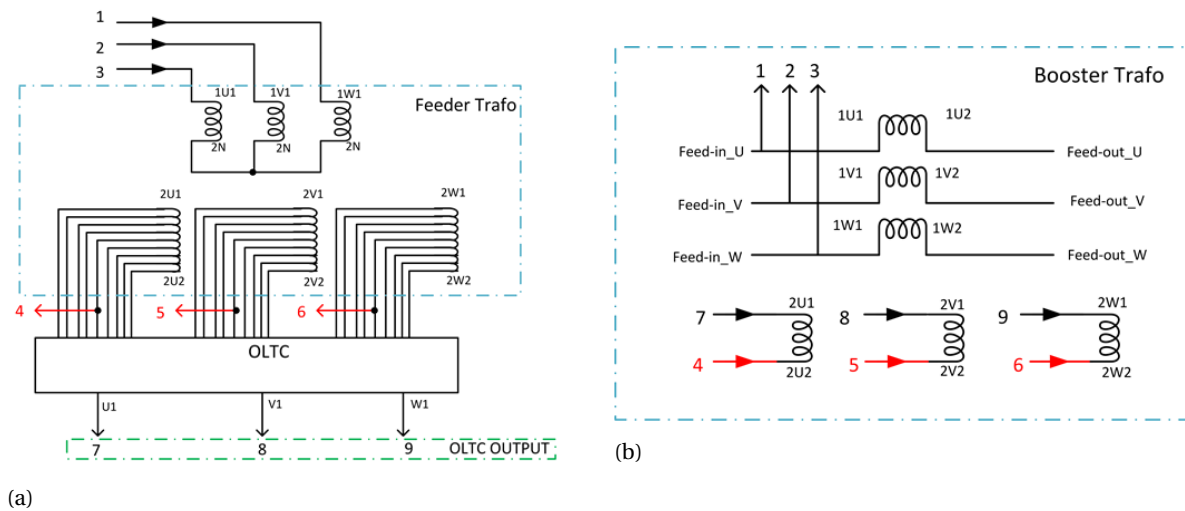 1
2
3
Feeder Trafo
1U1
1V1
1W1
2N
2N
2N
2U1
2V1
2W1
2U2
2V2
2W2
4
5
6
OLTC
U1
V1
W1
7
8
9
OLTC OUTPUT
(a)
1 2 3
Booster Trafo
1U1
1U2
Feed-in_U
Feed-out_U
1V1
1V2
Feed-in_V
Feed-out_V
1W1
1W2
Feed-in_W
Feed-out_W
7
2U1
8
2V1
9
2W1
4
2U2
5
2V2
6
2W2
(b)